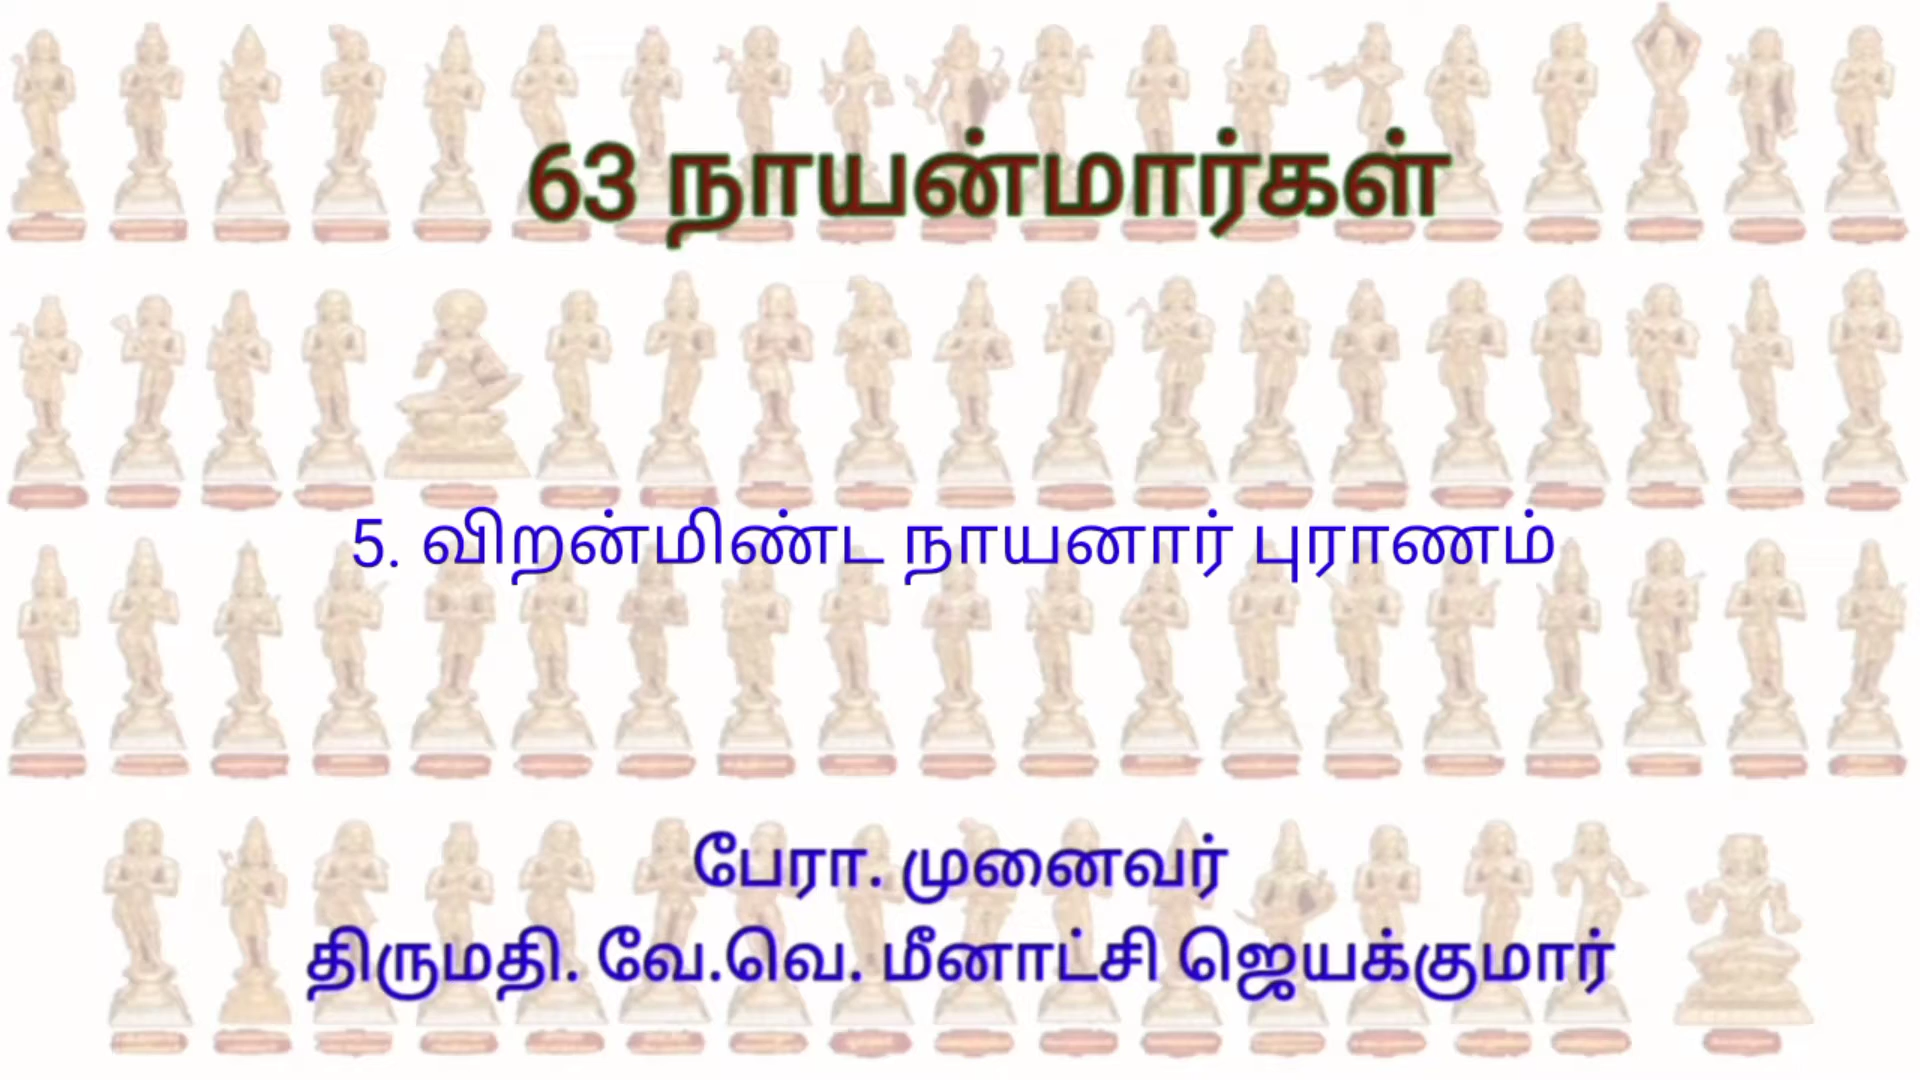 63 நாயன்மார்கள்
5. விறன்மிண்ட நாயனார் புராணம்
பேரா. முனைவர்
திருமதி. வே.வெ. மீனாட்சி ஜெயக்குமார்